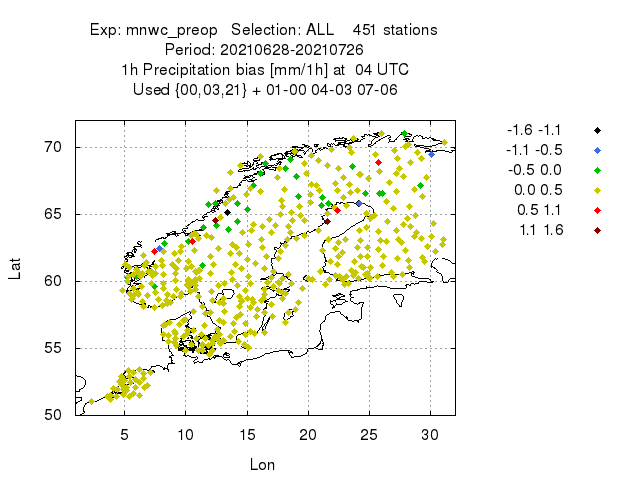 Exp: mnwc_preop   Selection: ALL    451 stations
Period: 20210628-20210726
1h Precipitation bias [mm/1h] at  04 UTC
Used {00,03,21} + 01-00 04-03 07-06
-1.6 -1.1
-1.1 -0.5
-0.5 0.0
0.0 0.5
0.5 1.1
1.1 1.6
70
65
60
55
50
Lat
5 10 15 20 25 30
Lon